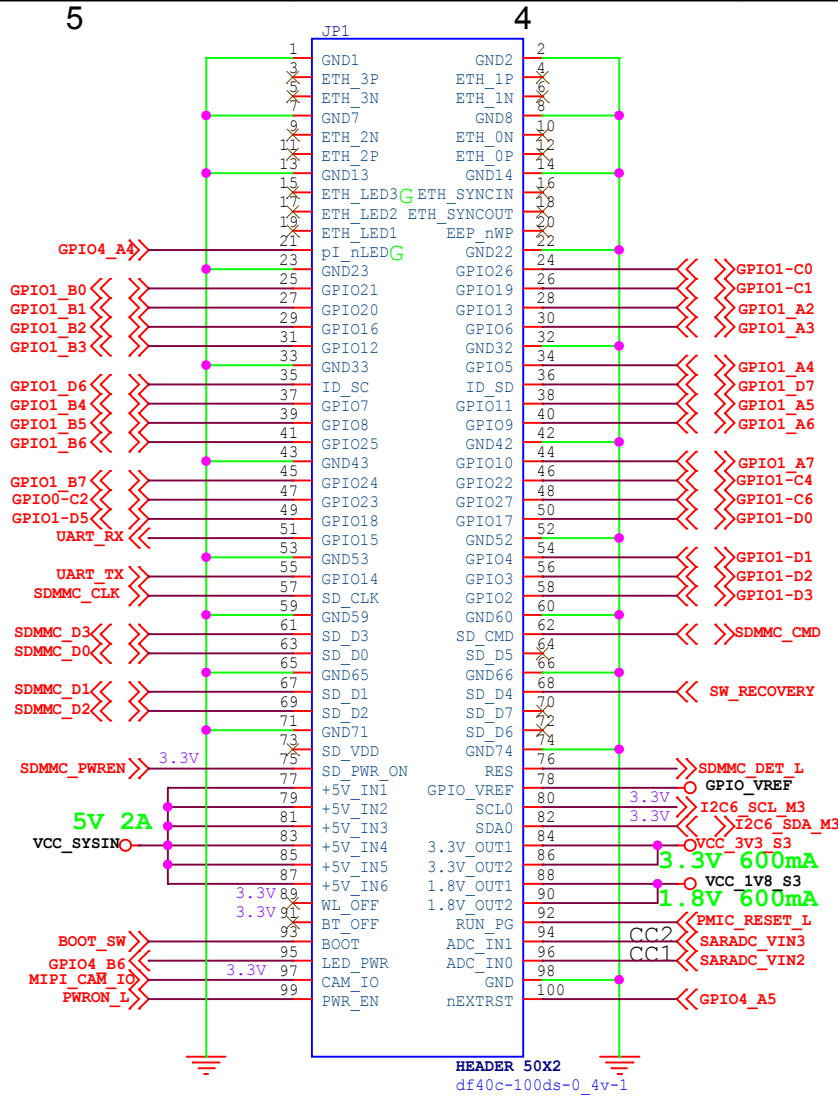 5 4
JP1
1 GND1 GND2 2
3 ETH_3P ETH_1P 4
5 ETH_3N ETH_1N 6
7 GND7 GND8 8
9 ETH_2N ETH_0N 10
11 ETH_2P ETH_0P 12
13 GND13 GND14 14
15 ETH_LED3 G ETH_SYNCIN 16
17 ETH_LED2 ETH_SYNCOUT 18
19 ETH_LED1 EEP_nWP 20
GPIO4_A4 21 pI_nLED G GND22 22
23 GND23 GPIO26 24 GPIO1-C0
GPIO1_B0 25 GPIO21 GPIO19 26 GPIO1-C1
GPIO1_B1 27 GPIO20 GPIO13 28 GPIO1_A2
GPIO1_B2 29 GPIO16 GPIO6 30 GPIO1_A3
GPIO1_B3 31 GPIO12 GND32 32
33 GND33 GPIO5 34 GPIO1_A4
GPIO1_D6 35 ID_SC ID_SD 36 GPIO1_D7
GPIO1_B4 37 GPIO7 GPIO11 38 GPIO1_A5
GPIO1_B5 39 GPIO8 GPIO9 40 GPIO1_A6
GPIO1_B6 41 GPIO25 GND42 42
43 GND43 GPIO10 44 GPIO1_A7
GPIO1_B7 45 GPIO24 GPIO22 46 GPIO1-C4
GPIO0-C2 47 GPIO23 GPIO27 48 GPIO1-C6
GPIO1-D5 49 GPIO18 GPIO17 50 GPIO1-D0
UART_RX 51 GPIO15 GND52 52
53 GND53 GPIO4 54 GPIO1-D1
UART_TX 55 GPIO14 GPIO3 56 GPIO1-D2
SDMMC_CLK 57 SD_CLK GPIO2 58 GPIO1-D3
59 GND59 GND60 60
SDMMC_D3 61 SD_D3 SD_CMD 62 SDMMC_CMD
SDMMC_D0 63 SD_D0 SD_D5 64
65 GND65 GND66 66
SDMMC_D1 67 SD_D1 SD_D4 68 SW_RECOVERY
SDMMC_D2 69 SD_D2 SD_D7 70
71 GND71 SD_D6 72
73 SD_VDD GND74 74
SDMMC_PWREN 3.3V 75 SD_PWR_ON RES 76 SDMMC_DET_L
77 +5V_IN1 GPIO_VREF 78 GPIO_VREF
79 +5V_IN2 SCL0 80 3.3V I2C6_SCL_M3
5V 2A 81 +5V_IN3 SDA0 82 3.3V I2C6_SDA_M3
VCC_SYSIN 83 +5V_IN4 3.3V_OUT1 84 VCC_3V3_S3
85 +5V_IN5 3.3V_OUT2 86 3.3V 600mA
87 +5V_IN6 1.8V_OUT1 88 VCC_1V8_S3
3.3V 89 WL_OFF 1.8V_OUT2 90 1.8V 600mA
3.3V 91 BT_OFF RUN_PG 92 PMIC_RESET_L
BOOT_SW 93 BOOT ADC_IN1 94 CC2 SARADC_VIN3
GPIO4_B6 95 LED_PWR ADC_IN0 96 CC1 SARADC_VIN2
MIPI_CAM_IO 3.3V 97 CAM_IO GND 98
PWRON_L 99 PWR_EN nEXTRST 100 GPIO4_A5
HEADER 50X2
df40c-100ds-0_4v-1